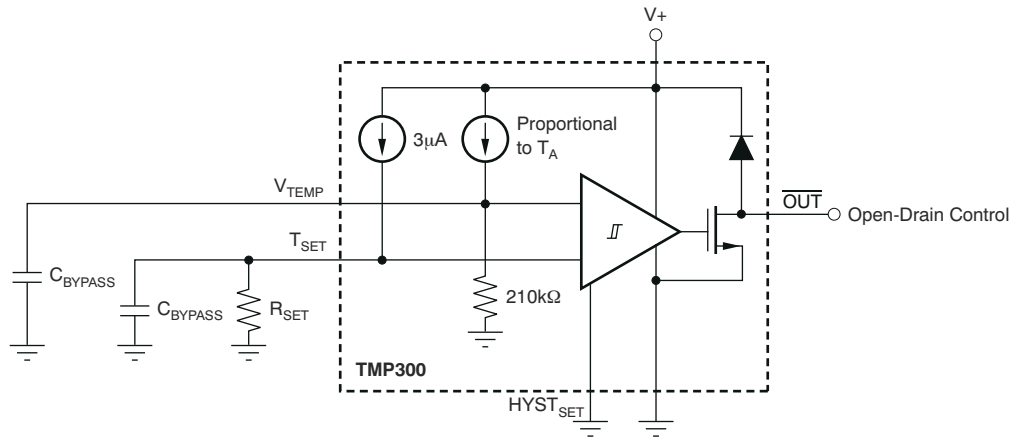 V+
3μA
Proportional
to T_A
V_TEMP
OUT
Open-Drain Control
T_SET
C_BYPASS
C_BYPASS
R_SET
210kΩ
TMP300
HYST_SET